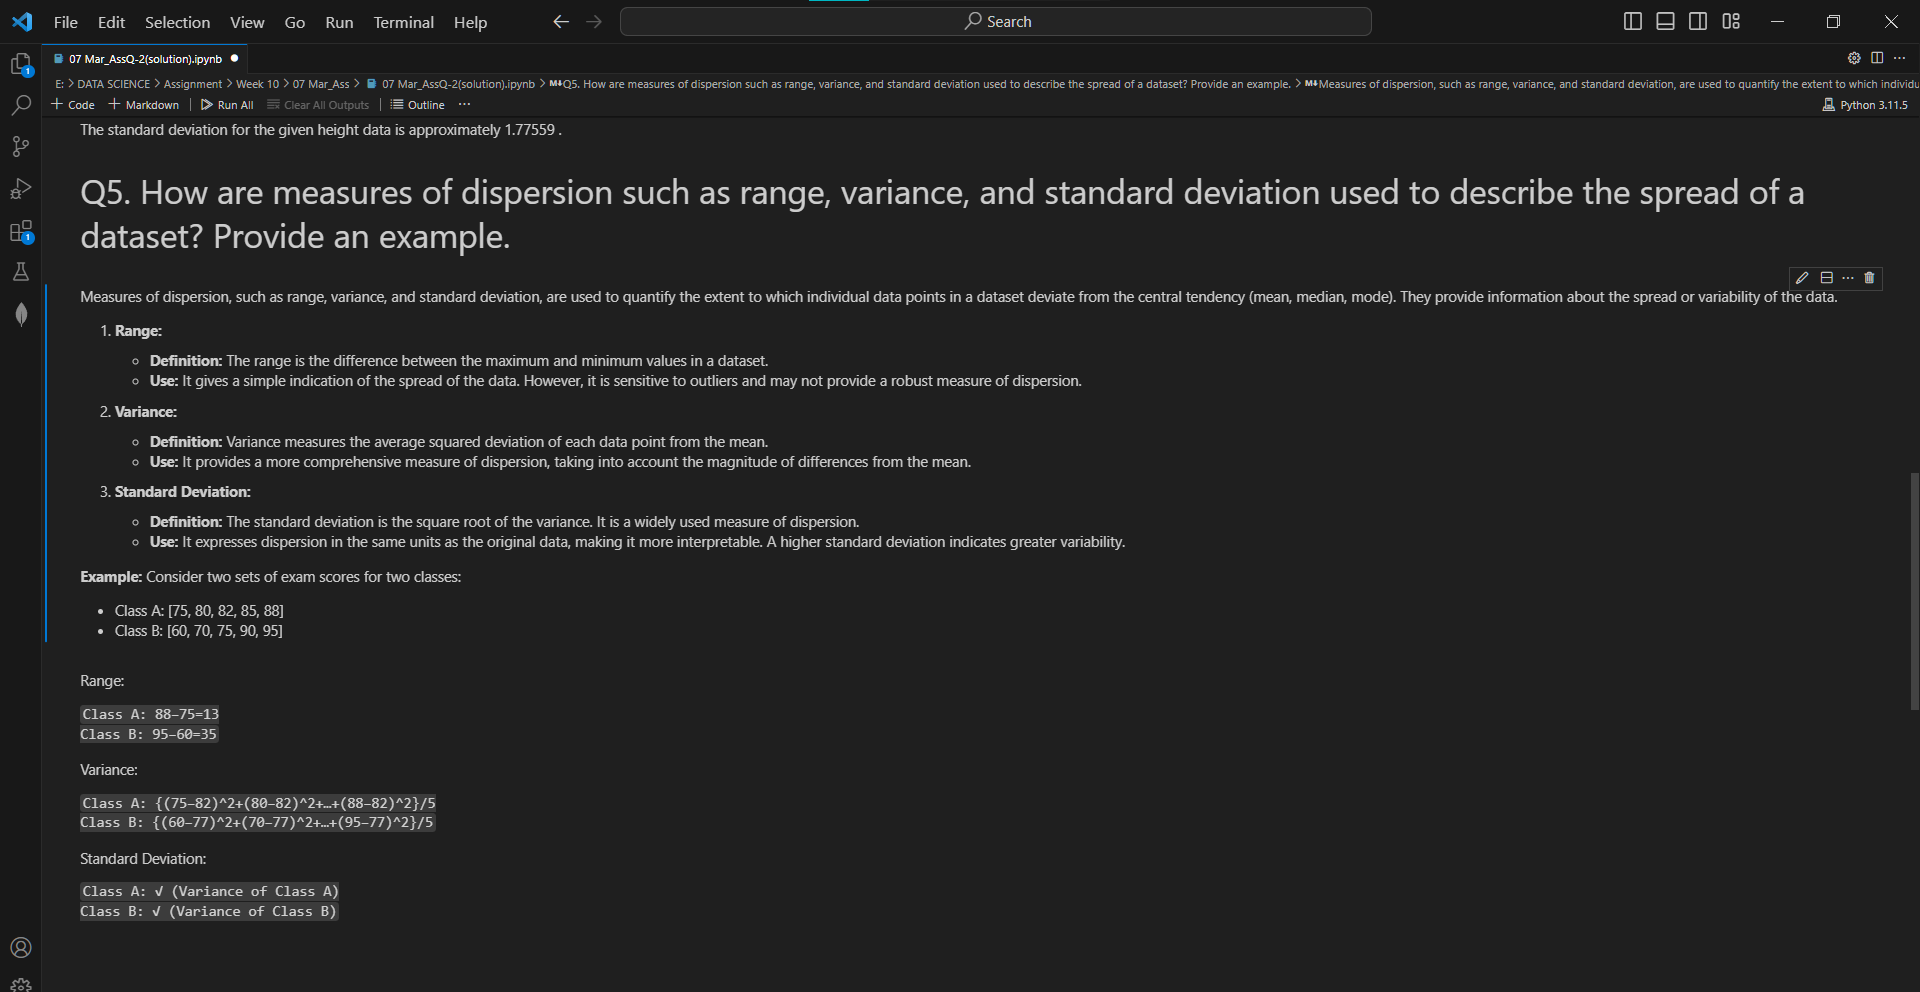 File Edit Selection View Go Run Terminal Help
Search
07 Mar_AssQ-2(solution).ipynb
E: > DATA SCIENCE > Assignment > Week 10 > 07 Mar_Ass > 07 Mar_AssQ-2(solution).ipynb > M↓Q5. How are measures of dispersion such as range, variance, and standard deviation used to describe the spread of a dataset? Provide an example. > M↓Measures of dispersion, such as range, variance, and standard deviation, are used to quantify the extent to which individu
+ Code + Markdown | Run All Clear All Outputs | Outline ...
Python 3.11.5
The standard deviation for the given height data is approximately 1.77559 .
Q5. How are measures of dispersion such as range, variance, and standard deviation used to describe the spread of a
dataset? Provide an example.
Measures of dispersion, such as range, variance, and standard deviation, are used to quantify the extent to which individual data points in a dataset deviate from the central tendency (mean, median, mode). They provide information about the spread or variability of the data.
1. Range:
Definition: The range is the difference between the maximum and minimum values in a dataset.
Use: It gives a simple indication of the spread of the data. However, it is sensitive to outliers and may not provide a robust measure of dispersion.
2. Variance:
Definition: Variance measures the average squared deviation of each data point from the mean.
Use: It provides a more comprehensive measure of dispersion, taking into account the magnitude of differences from the mean.
3. Standard Deviation:
Definition: The standard deviation is the square root of the variance. It is a widely used measure of dispersion.
Use: It expresses dispersion in the same units as the original data, making it more interpretable. A higher standard deviation indicates greater variability.
Example: Consider two sets of exam scores for two classes:
• Class A: [75, 80, 82, 85, 88]
• Class B: [60, 70, 75, 90, 95]
Range:
Class A: 88−75=13
Class B: 95−60=35
Variance:
Class A: {(75−82)^2+(80−82)^2+…+(88−82)^2}/5
Class B: {(60−77)^2+(70−77)^2+…+(95−77)^2}/5
Standard Deviation:
Class A: √ (Variance of Class A)
Class B: √ (Variance of Class B)